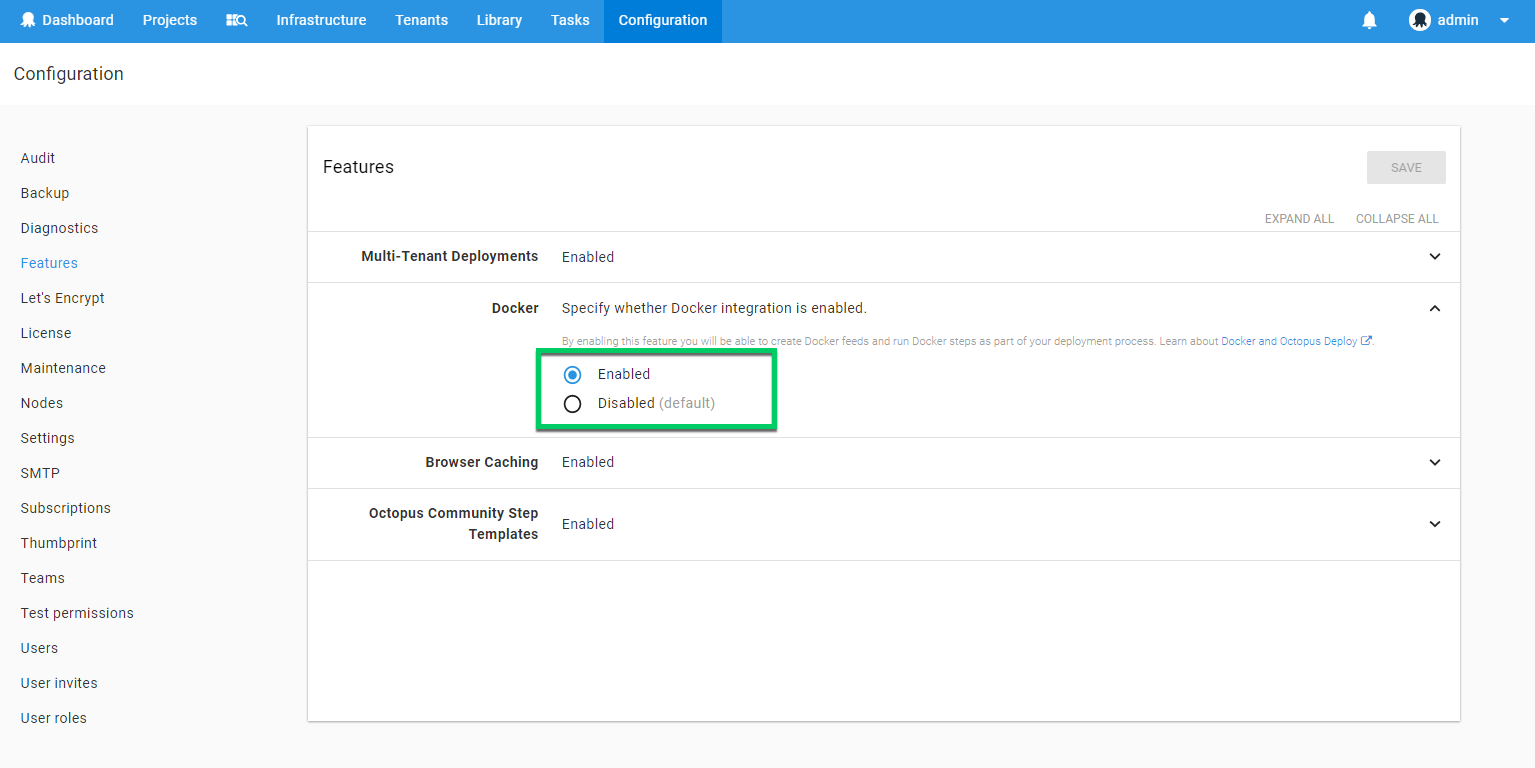 Dashboard Projects Infrastructure Tenants Library Tasks Configuration admin
Configuration
Audit
Backup
Diagnostics
Features
Let's Encrypt
License
Maintenance
Nodes
Settings
SMTP
Subscriptions
Thumbprint
Teams
Test permissions
Users
User invites
User roles
Features
SAVE
EXPAND ALL COLLAPSE ALL
Multi-Tenant Deployments Enabled
Docker Specify whether Docker integration is enabled.
By enabling this feature you will be able to create Docker feeds and run Docker steps as part of your deployment process. Learn about Docker and Octopus Deploy .
Enabled
Disabled (default)
Browser Caching Enabled
Octopus Community Step
Templates
Enabled